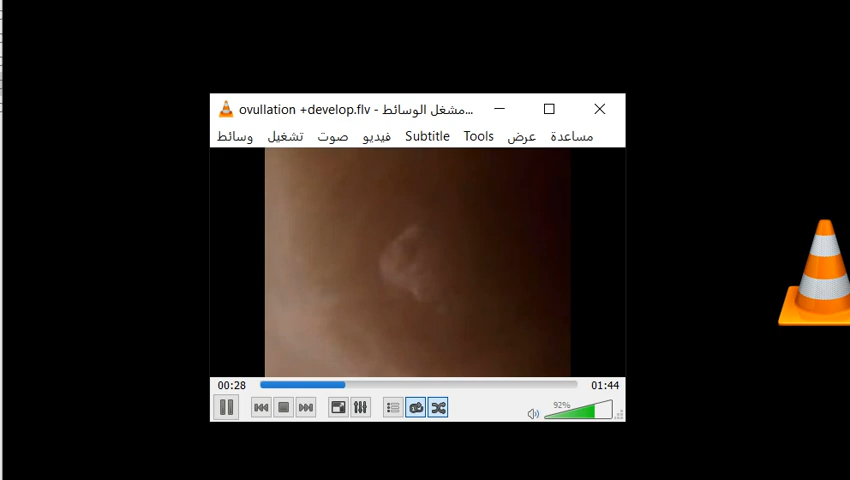 ovullation +develop.flv - مشغل الوسائط...
وسائط تشغيل صوت فيديو Subtitle Tools عرض مساعدة
00:28 01:44
92%